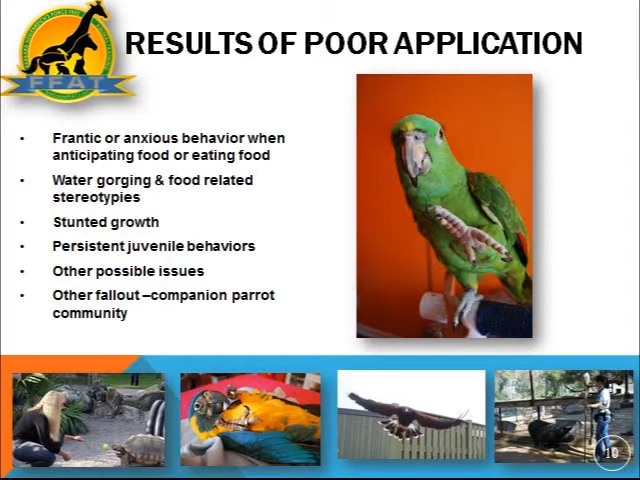 RESULTS OF POOR APPLICATION
FFAT
• Frantic or anxious behavior when
anticipating food or eating food
• Water gorging & food related
stereotypies
• Stunted growth
• Persistent juvenile behaviors
• Other possible issues
• Other fallout –companion parrot
community